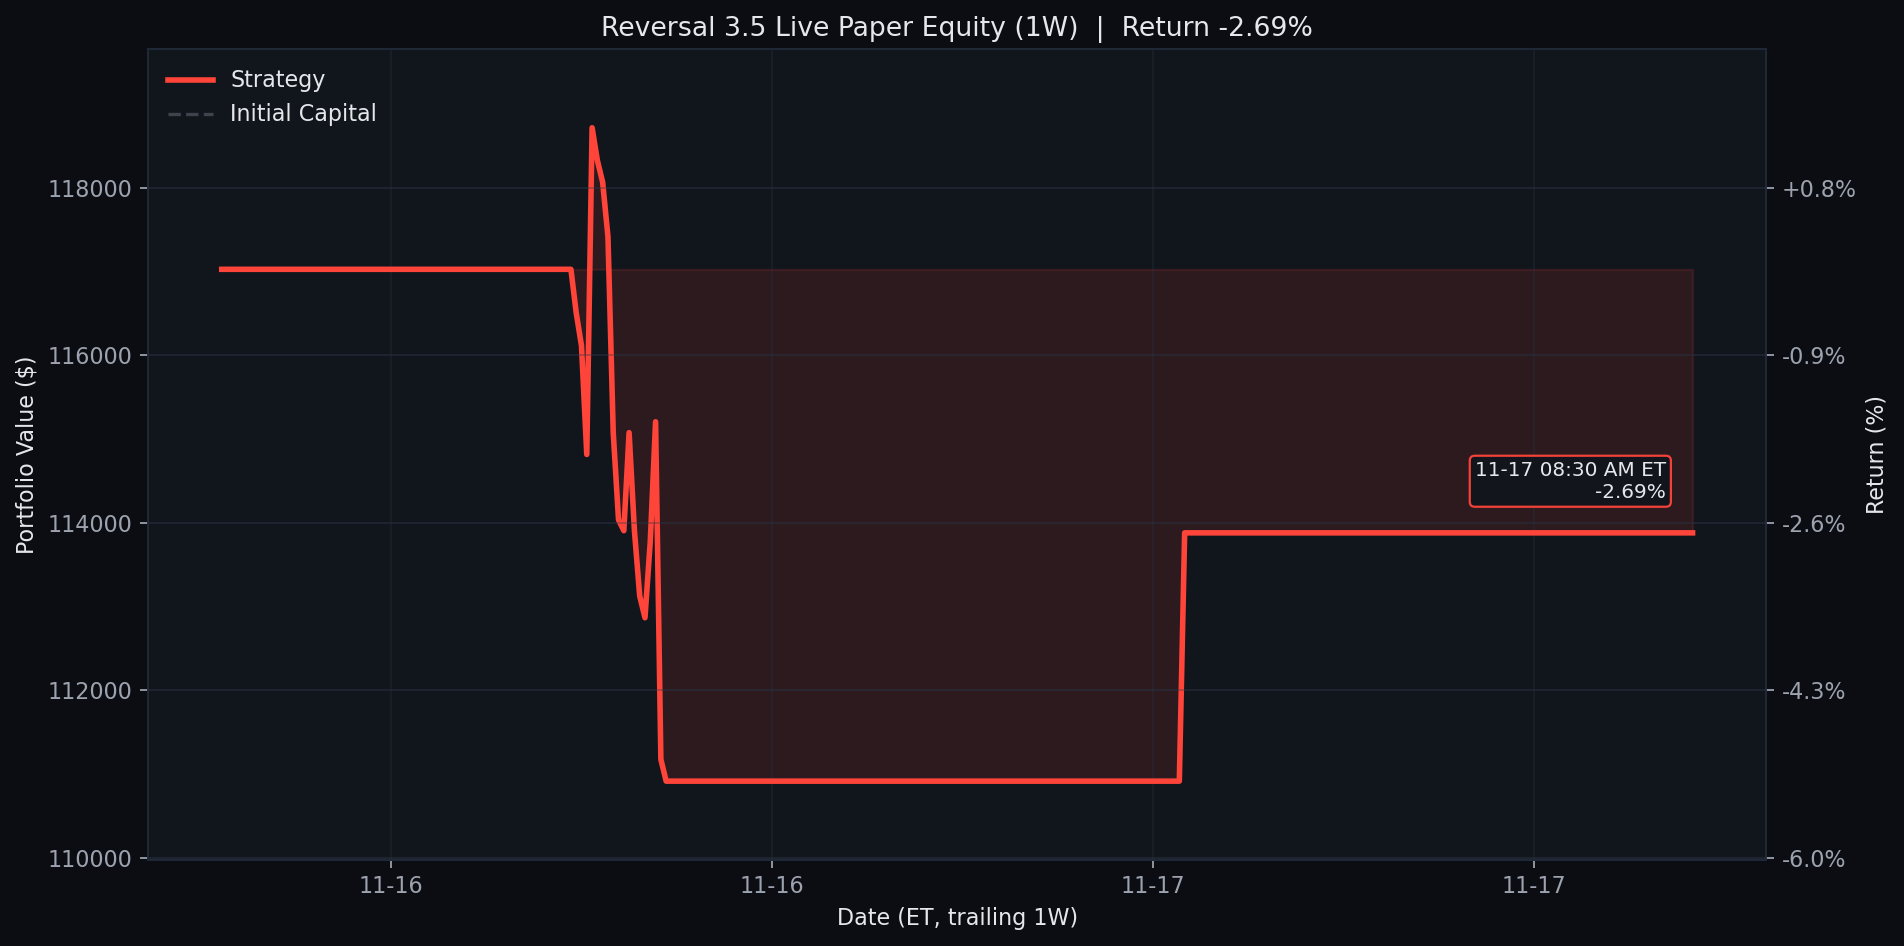 Reversal 3.5 Live Paper Equity (1W)  |  Return -2.69%
Strategy
Initial Capital
118000
116000
114000
112000
110000
Portfolio Value ($)
+0.8%
-0.9%
-2.6%
-4.3%
-6.0%
Return (%)
11-17 08:30 AM ET
-2.69%
11-16
11-16
11-17
11-17
Date (ET, trailing 1W)